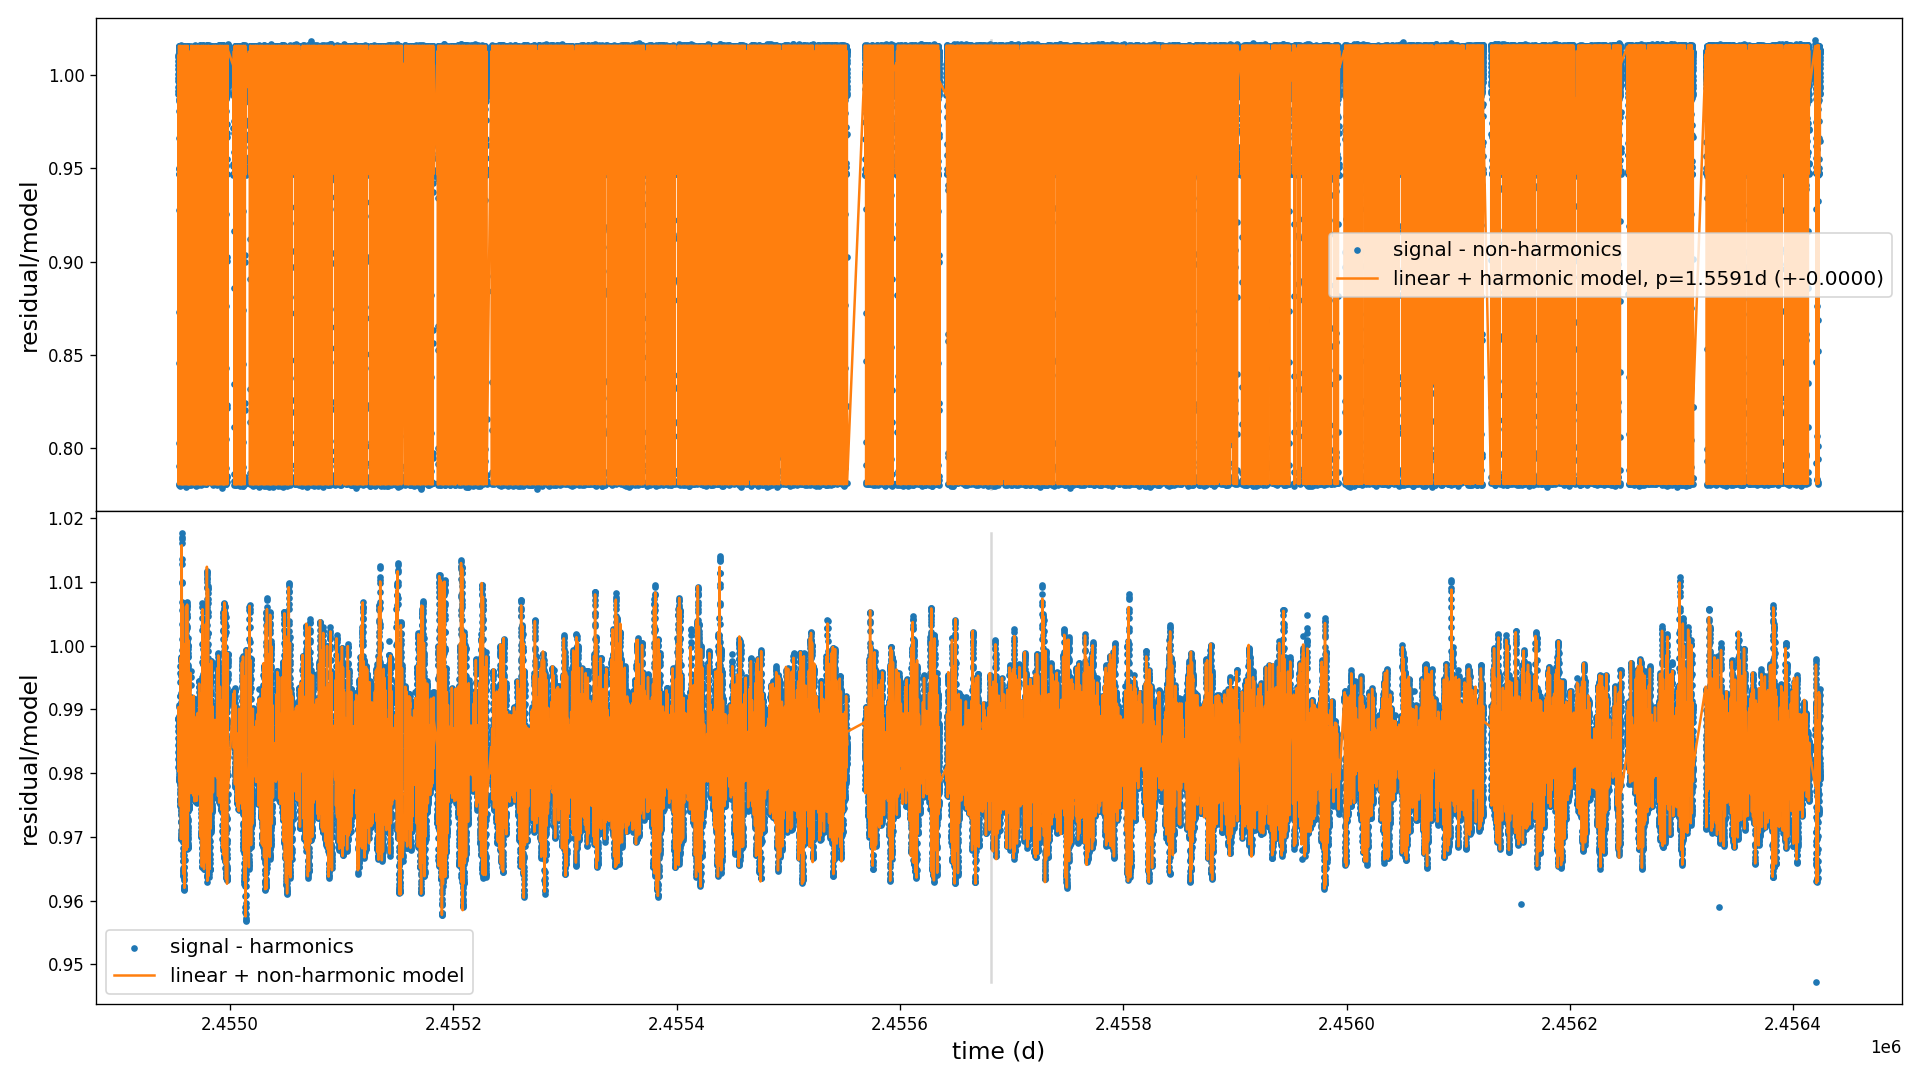 1.00
0.95
0.90
0.85
0.80
residual/model
signal - non-harmonics
linear + harmonic model, p=1.5591d (+-0.0000)
1.02
1.01
1.00
0.99
0.98
0.97
0.96
0.95
residual/model
signal - harmonics
linear + non-harmonic model
2.4550 2.4552 2.4554 2.4556 2.4558 2.4560 2.4562 2.4564
1e6
time (d)